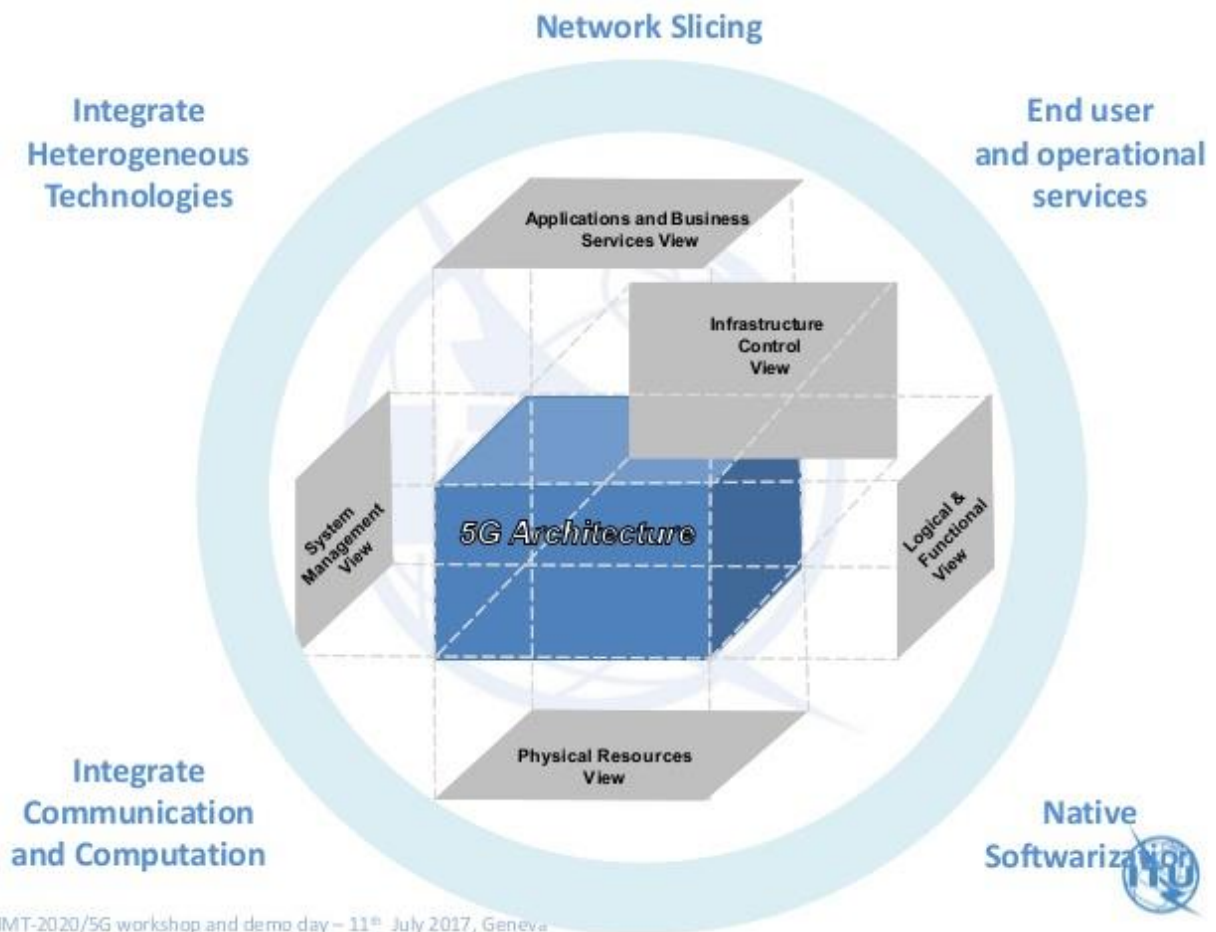 Network Slicing
Integrate
Heterogeneous
Technologies
End user
and operational
services
Applications and Business
Services View
Infrastructure
Control
View
System
Management
View
5G Architecture
Logical &
Functional
View
Physical Resources
View
Integrate
Communication
and Computation
Native
Softwarization
ITU
IMT-2020/5G workshop and demo day – 11th July 2017, Geneva